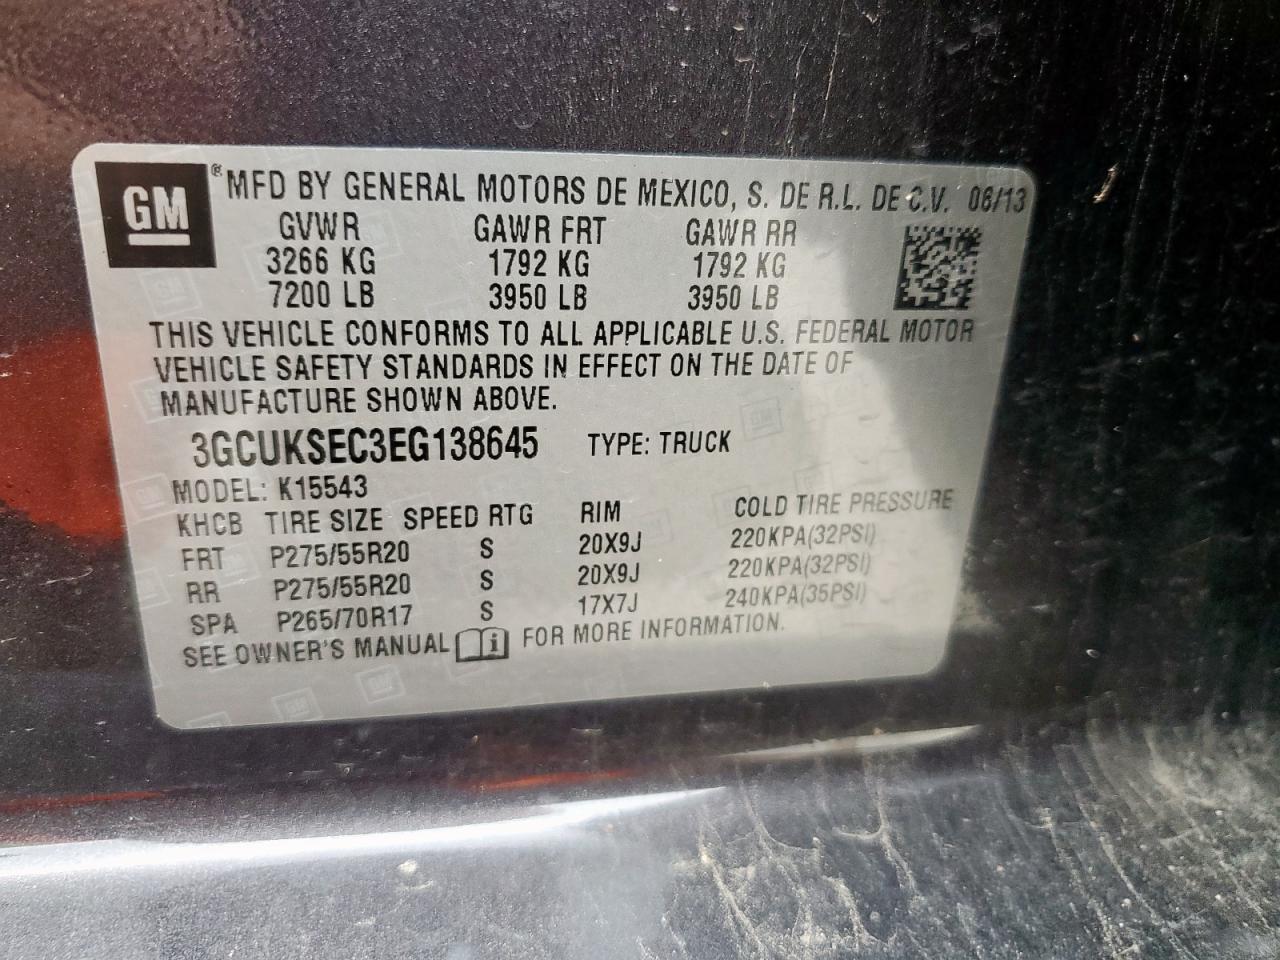 GM ® MFD BY GENERAL MOTORS DE MEXICO, S. DE R.L. DE C.V. 08/13
GVWR GAWR FRT GAWR RR
3266 KG 1792 KG 1792 KG
7200 LB 3950 LB 3950 LB
THIS VEHICLE CONFORMS TO ALL APPLICABLE U.S. FEDERAL MOTOR
VEHICLE SAFETY STANDARDS IN EFFECT ON THE DATE OF
MANUFACTURE SHOWN ABOVE.
3GCUKSEC3EG138645 TYPE: TRUCK
MODEL: K15543
KHCB TIRE SIZE SPEED RTG RIM COLD TIRE PRESSURE
FRT P275/55R20 S 20X9J 220KPA(32PSI)
RR P275/55R20 S 20X9J 220KPA(32PSI)
SPA P265/70R17 S 17X7J 240KPA(35PSI)
SEE OWNER'S MANUAL i FOR MORE INFORMATION.